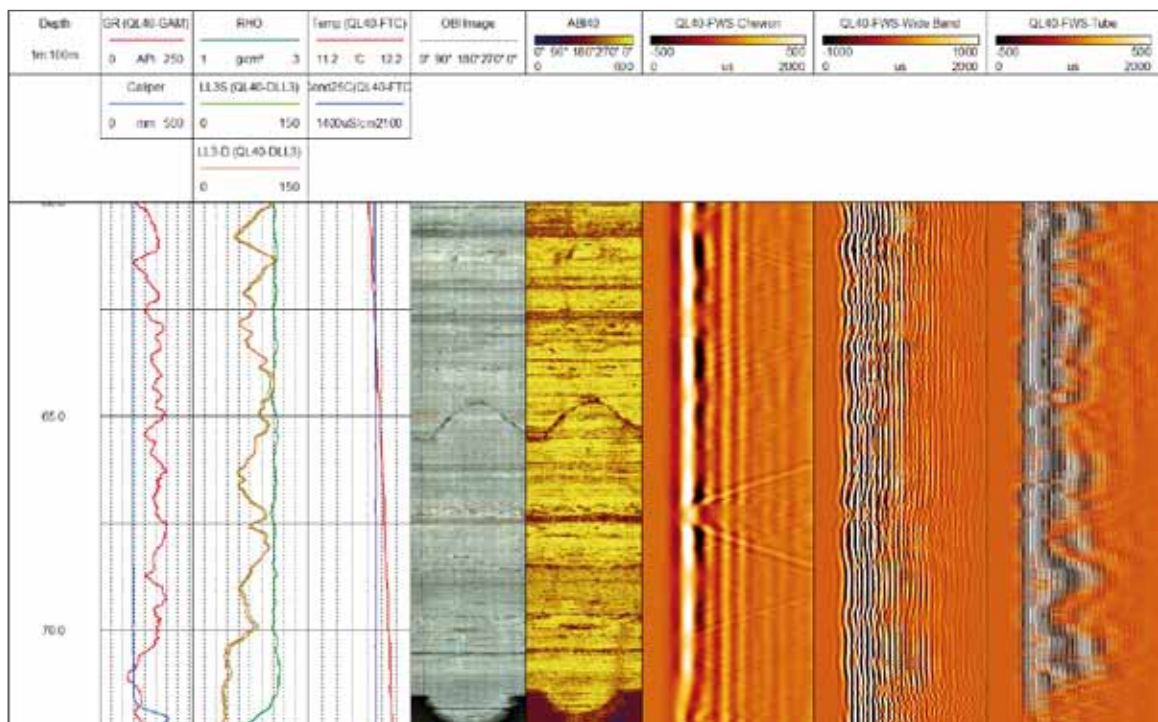 Depth
1m:100m
GR (QL40-GAM)
0 API 250
Caliper
0 mm 500
RHO
1 g/cm³ 3
LL3S (QL40-DLL3)
0 150
LL3-D (QL40-DLL3)
0 150
Temp (QL40-FTC)
11.2 C 12.2
Cond25C(QL40-FTC
1400uS/cm2100
OBI Image
0° 90° 180°270° 0°
ABI40
0° 90° 180°270° 0°
0
QL40-FWS-Chevron
-500 500
0 us 2000
QL40-FWS-Wide Band
-1000 1000
0 us 2000
QL40-FWS-Tube
-500 500
0 us 2000
65.0
70.0